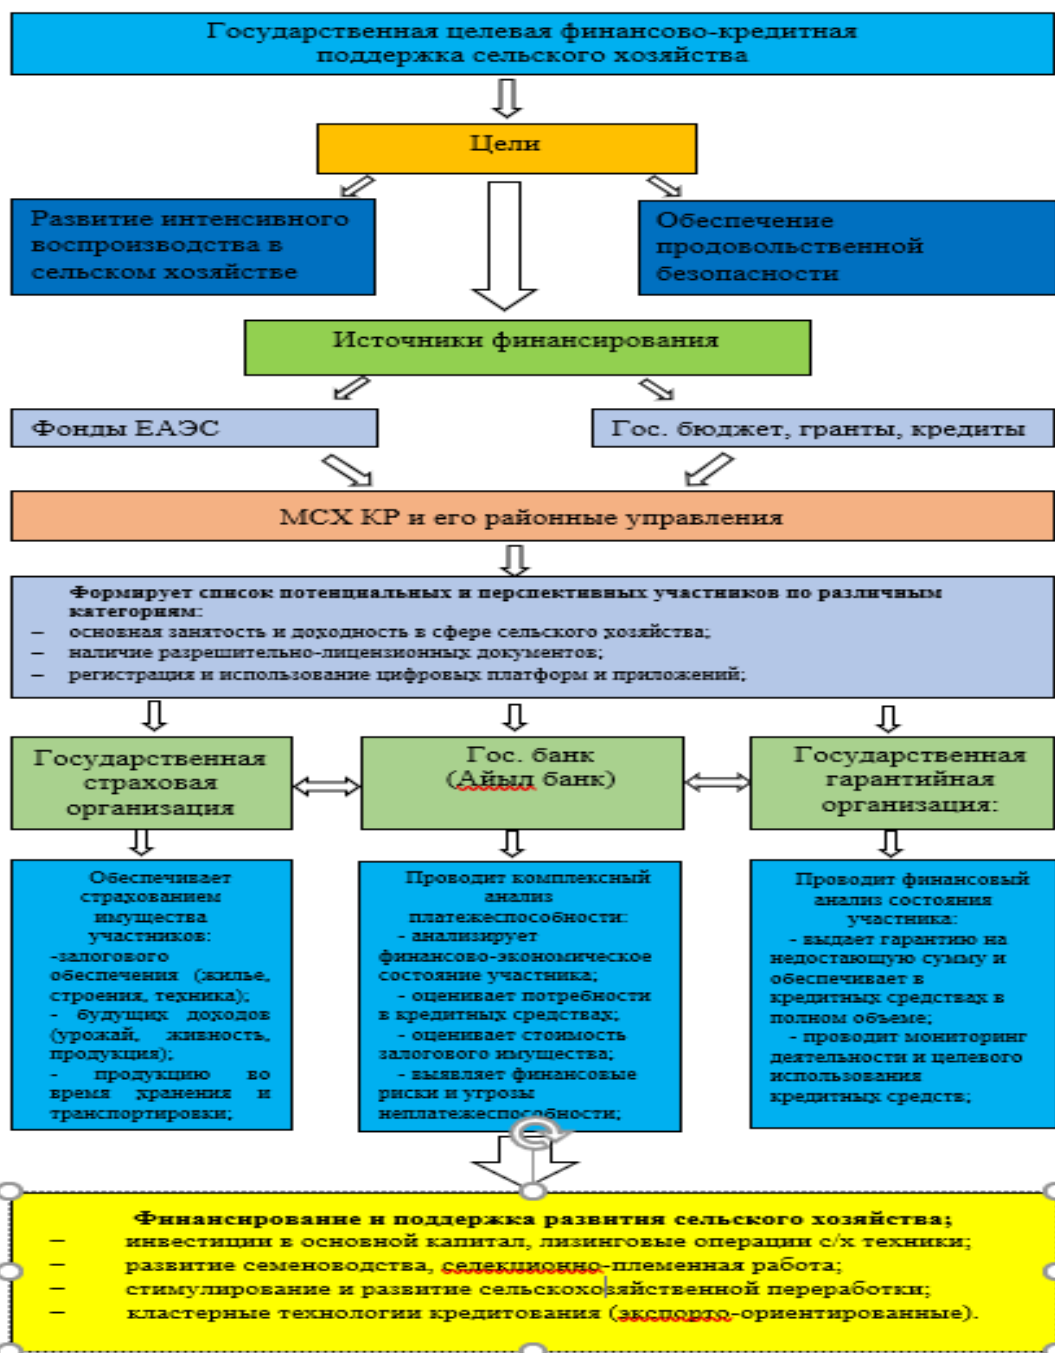 Государственная целевая финансово-кредитная
поддержка сельского хозяйства
Цели
Развитие интенсивного
воспроизводства в
сельском хозяйстве
Обеспечение
продовольственной
безопасности
Источники финансирования
Фонды ЕАЭС
Гос. бюджет, гранты, кредиты
МСХ КР и его районные управления
Формирует список потенциальных и перспективных участников по различным
категориям:
– основная занятость и доходность в сфере сельского хозяйства;
– наличие разрешительно-лицензионных документов;
– регистрация и использование цифровых платформ и приложений;
Государственная
страховая
организация
Гос. банк
(Айыл банк)
Государственная
гарантийная
организация:
Обеспечивает
страхованием
имущества
участников:
-залогового
обеспечения (жилье,
строения, техника);
- будущих доходов
(урожай, живность,
продукция);
- продукцию во
время хранения и
транспортировки;
Проводит комплексный
анализ
платежеспособности:
- анализирует
финансово-экономическое
состояние участника;
- оценивает потребности
в кредитных средствах;
- оценивает стоимость
залогового имущества;
- выявляет финансовые
риски и угрозы
неплатежеспособности;
Проводит финансовый
анализ состояния
участника:
- выдает гарантию на
недостающую сумму и
обеспечивает в
кредитных средствах в
полном объеме;
- проводит мониторинг
деятельности и целевого
использования
кредитных средств;
Финансирование и поддержка развития сельского хозяйства;
– инвестиции в основной капитал, лизинговые операции с/х техники;
– развитие семеноводства, селекционно-племенная работа;
– стимулирование и развитие сельскохозяйственной переработки;
– кластерные технологии кредитования (экспорто-ориентированные).